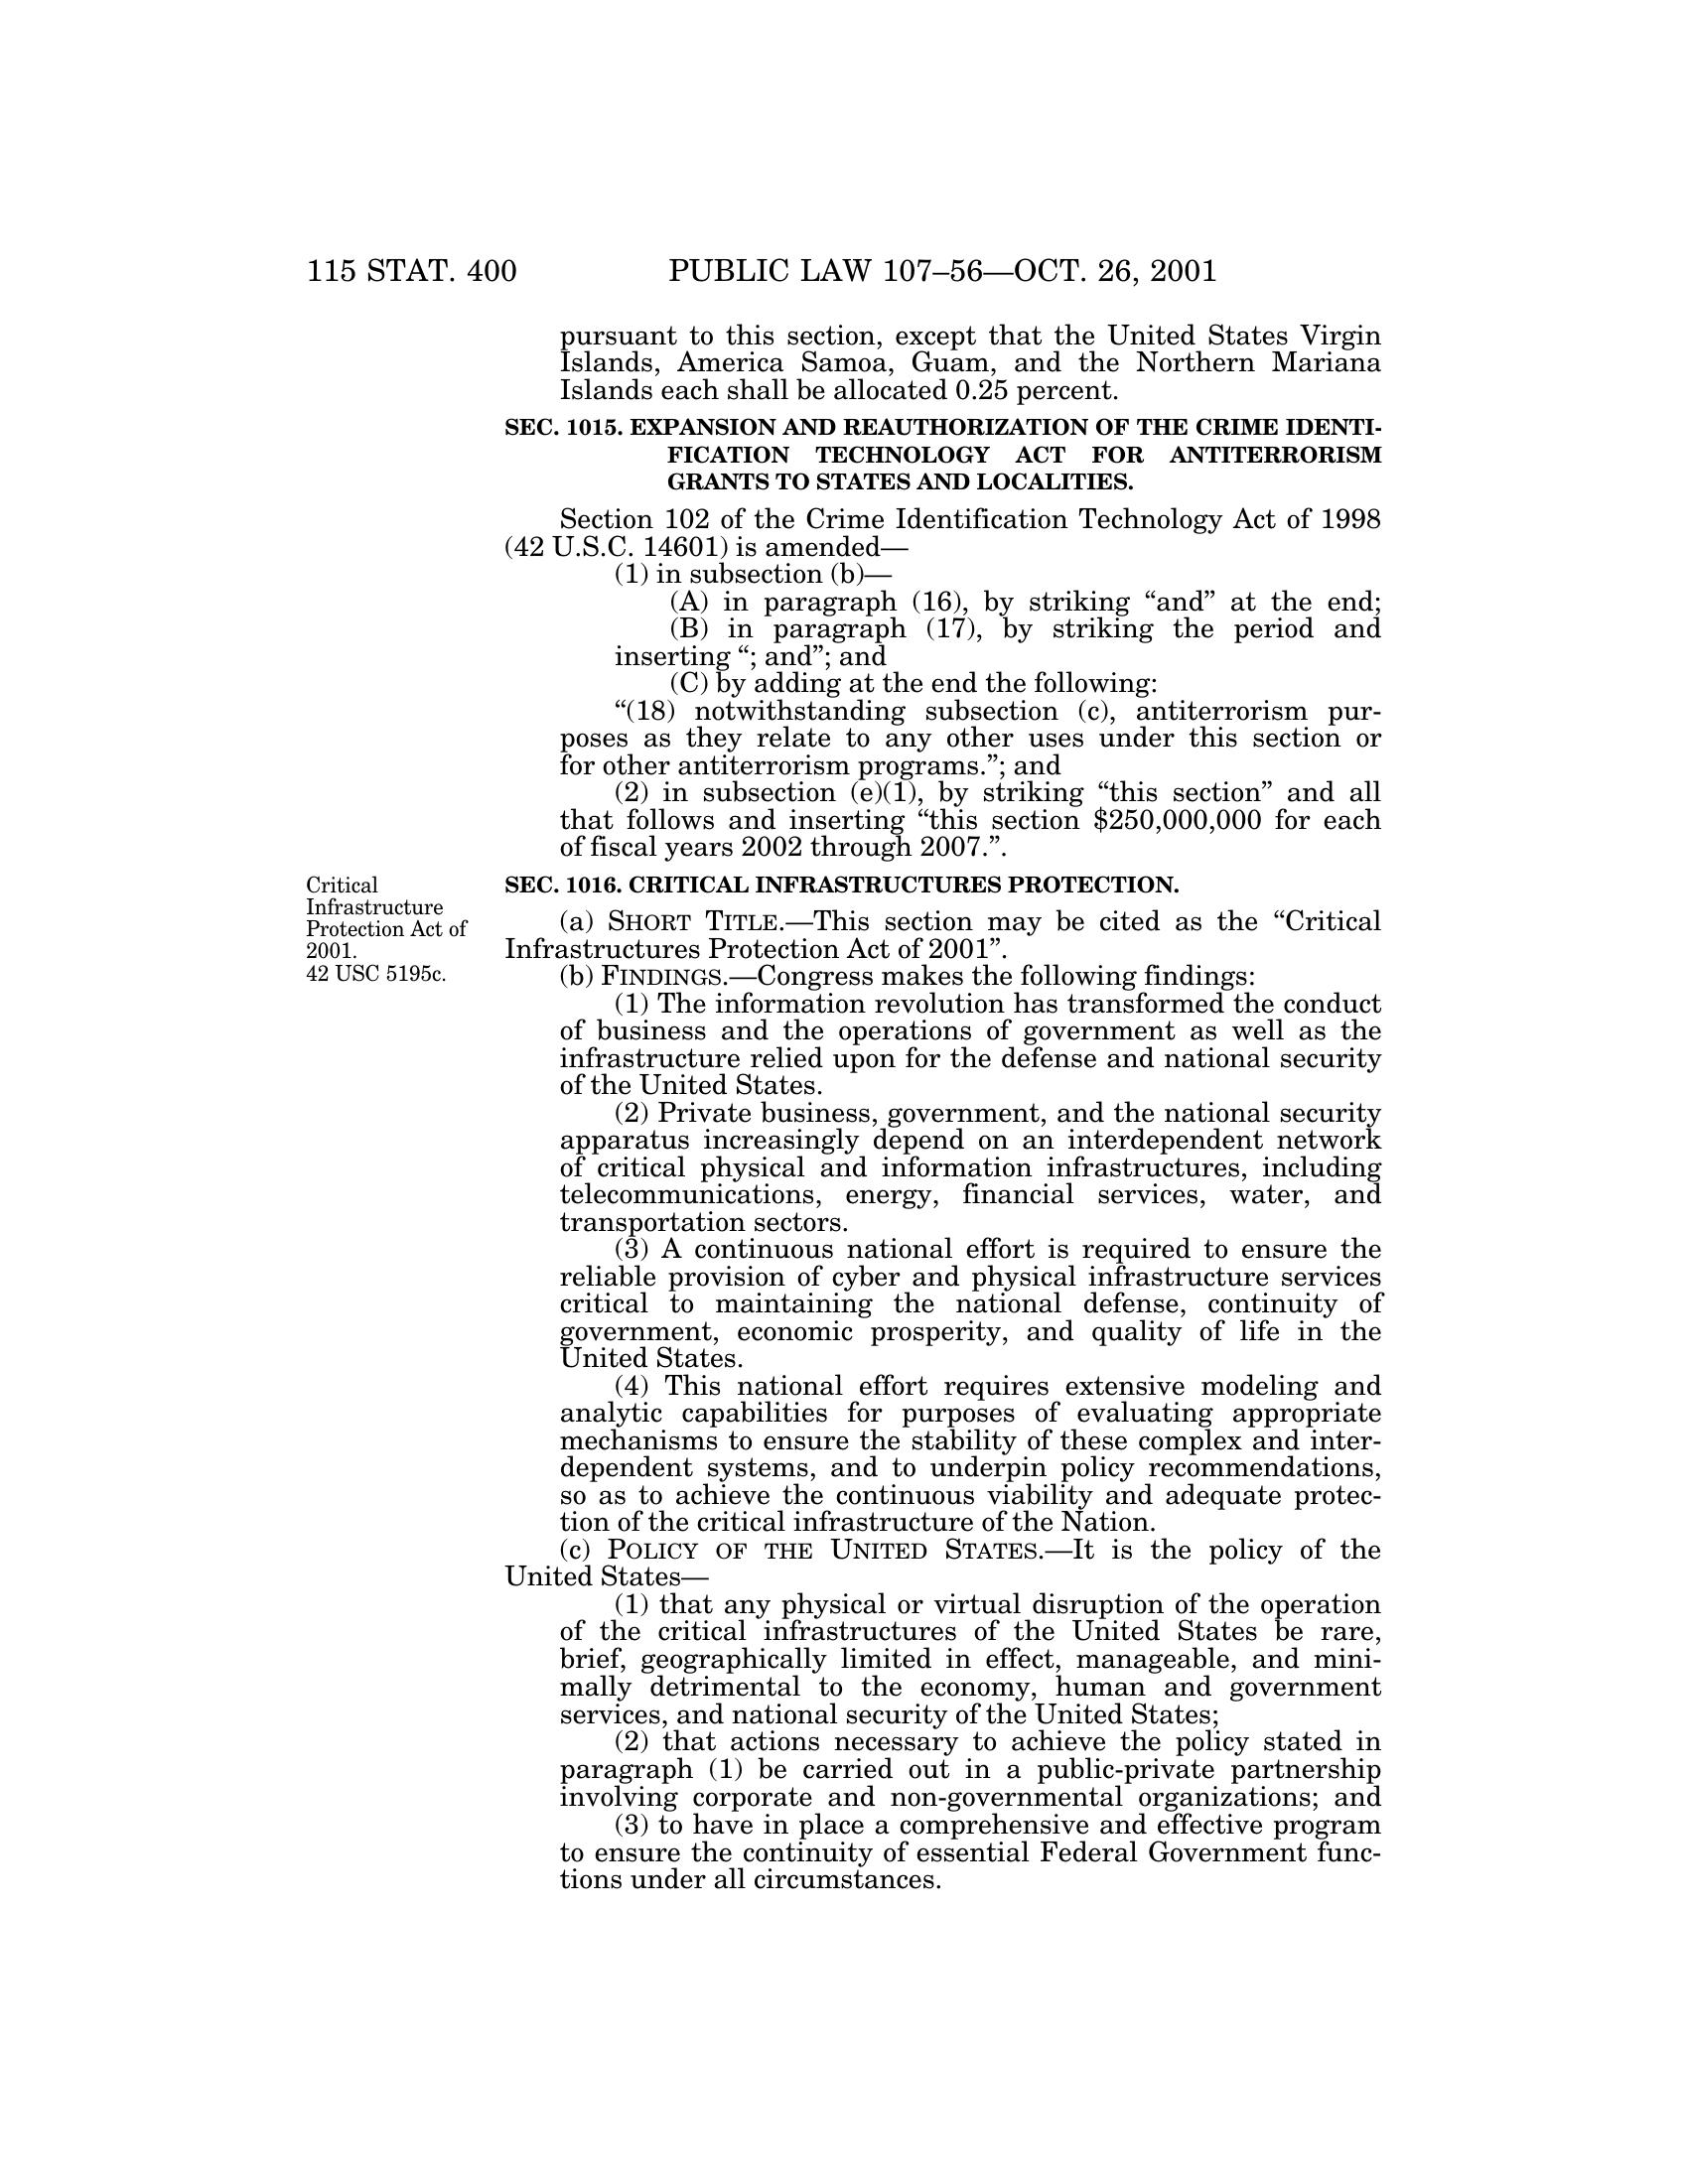 115 STAT. 400 PUBLIC LAW 107–56—OCT. 26, 2001
pursuant to this section, except that the United States Virgin
Islands, America Samoa, Guam, and the Northern Mariana
Islands each shall be allocated 0.25 percent.
SEC. 1015. EXPANSION AND REAUTHORIZATION OF THE CRIME IDENTI-
FICATION TECHNOLOGY ACT FOR ANTITERRORISM
GRANTS TO STATES AND LOCALITIES.
Section 102 of the Crime Identification Technology Act of 1998
(42 U.S.C. 14601) is amended—
(1) in subsection (b)—
(A) in paragraph (16), by striking “and” at the end;
(B) in paragraph (17), by striking the period and
inserting “; and”; and
(C) by adding at the end the following:
“(18) notwithstanding subsection (c), antiterrorism pur-
poses as they relate to any other uses under this section or
for other antiterrorism programs.”; and
(2) in subsection (e)(1), by striking “this section” and all
that follows and inserting “this section $250,000,000 for each
of fiscal years 2002 through 2007.”.
Critical
Infrastructure
Protection Act of
2001.
42 USC 5195c.
SEC. 1016. CRITICAL INFRASTRUCTURES PROTECTION.
(a) SHORT TITLE.—This section may be cited as the “Critical
Infrastructures Protection Act of 2001”.
(b) FINDINGS.—Congress makes the following findings:
(1) The information revolution has transformed the conduct
of business and the operations of government as well as the
infrastructure relied upon for the defense and national security
of the United States.
(2) Private business, government, and the national security
apparatus increasingly depend on an interdependent network
of critical physical and information infrastructures, including
telecommunications, energy, financial services, water, and
transportation sectors.
(3) A continuous national effort is required to ensure the
reliable provision of cyber and physical infrastructure services
critical to maintaining the national defense, continuity of
government, economic prosperity, and quality of life in the
United States.
(4) This national effort requires extensive modeling and
analytic capabilities for purposes of evaluating appropriate
mechanisms to ensure the stability of these complex and inter-
dependent systems, and to underpin policy recommendations,
so as to achieve the continuous viability and adequate protec-
tion of the critical infrastructure of the Nation.
(c) POLICY OF THE UNITED STATES.—It is the policy of the
United States—
(1) that any physical or virtual disruption of the operation
of the critical infrastructures of the United States be rare,
brief, geographically limited in effect, manageable, and mini-
mally detrimental to the economy, human and government
services, and national security of the United States;
(2) that actions necessary to achieve the policy stated in
paragraph (1) be carried out in a public-private partnership
involving corporate and non-governmental organizations; and
(3) to have in place a comprehensive and effective program
to ensure the continuity of essential Federal Government func-
tions under all circumstances.